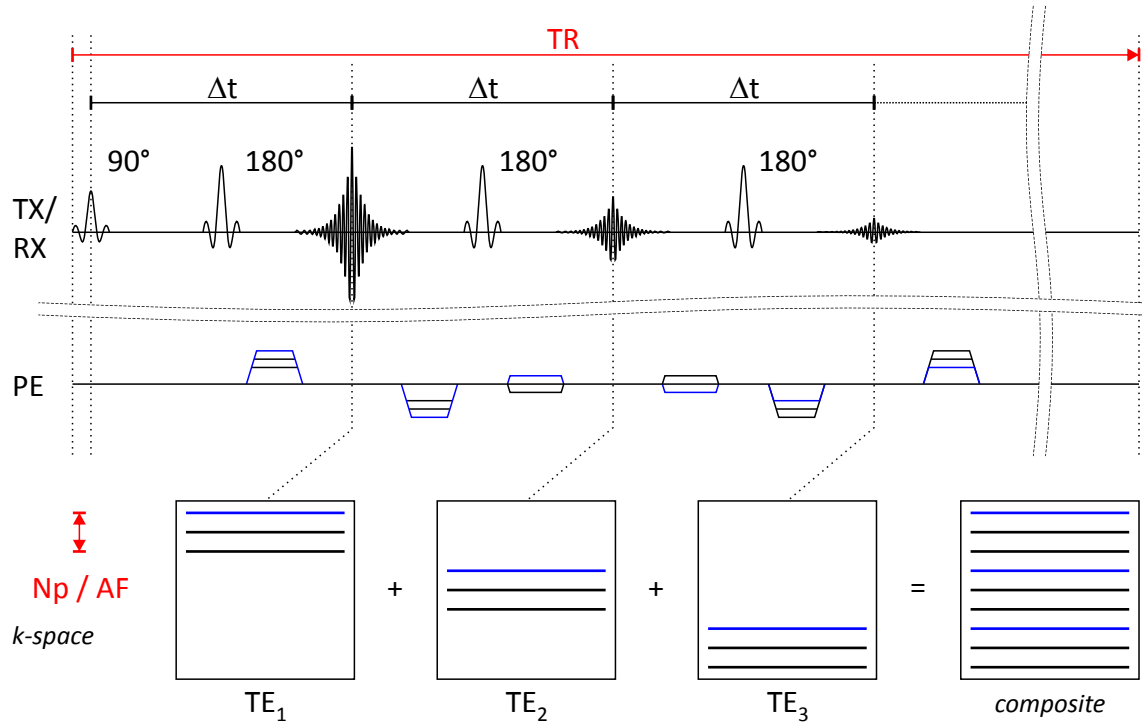 TR
Δt Δt Δt
90° 180° 180° 180°
TX/
RX
PE
Np / AF
k-space
+ + =
TE₁ TE₂ TE₃ composite